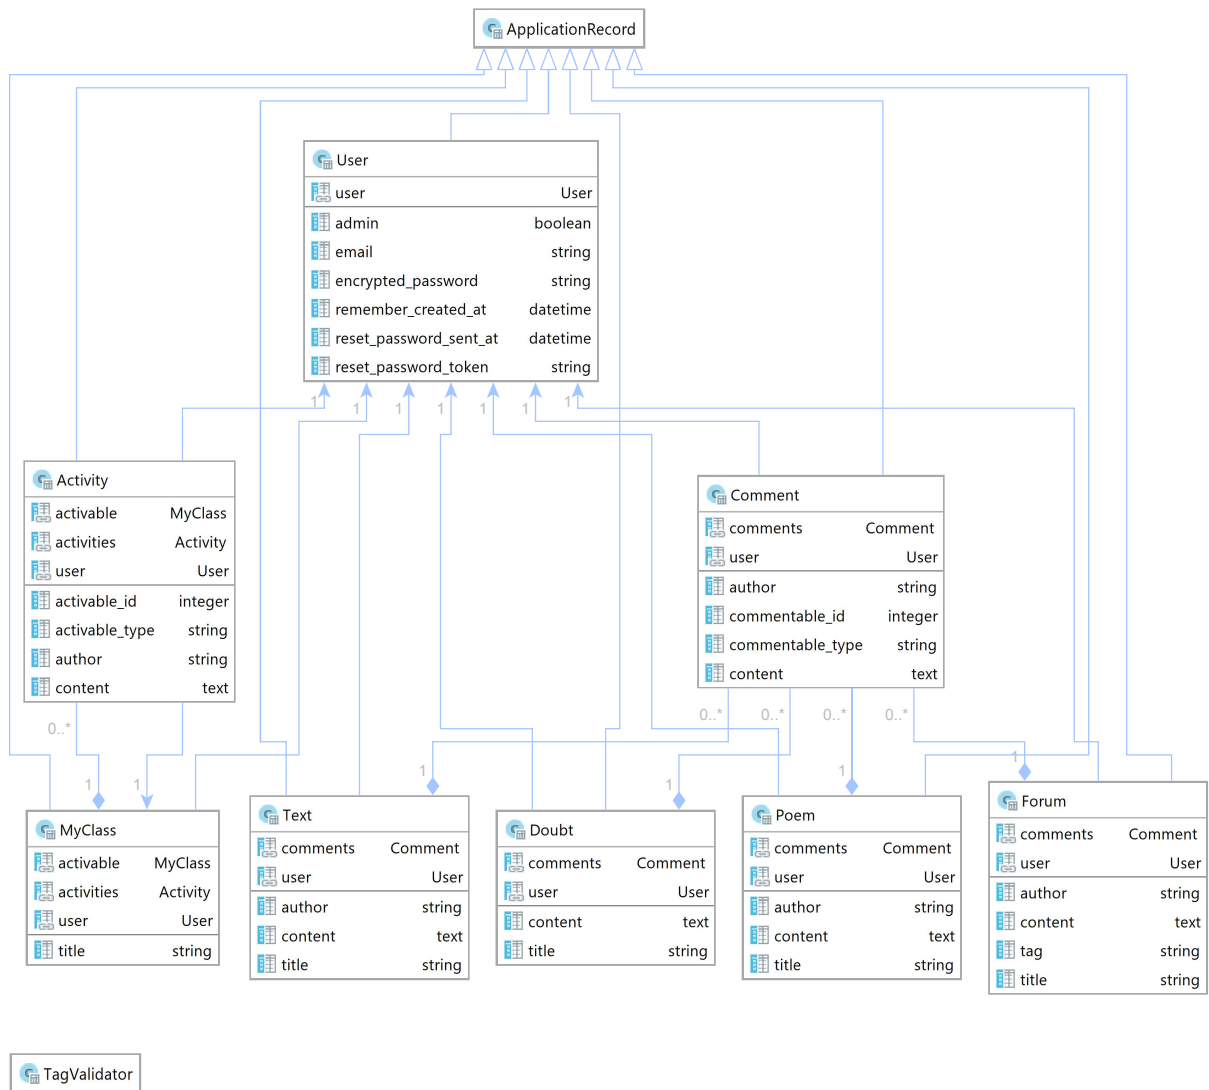 ApplicationRecord
User
user User
admin boolean
email string
encrypted_password string
remember_created_at datetime
reset_password_sent_at datetime
reset_password_token string
1 1 1 1 1 1 1
Activity
activable MyClass
activities Activity
user User
activable_id integer
activable_type string
author string
content text
Comment
comments Comment
user User
author string
commentable_id integer
commentable_type string
content text
0..*
0..* 0..* 0..* 0..*
1 1 1 1 1 1
MyClass
activable MyClass
activities Activity
user User
title string
Text
comments Comment
user User
author string
content text
title string
Doubt
comments Comment
user User
content text
title string
Poem
comments Comment
user User
author string
content text
title string
Forum
comments Comment
user User
author string
content text
tag string
title string
TagValidator